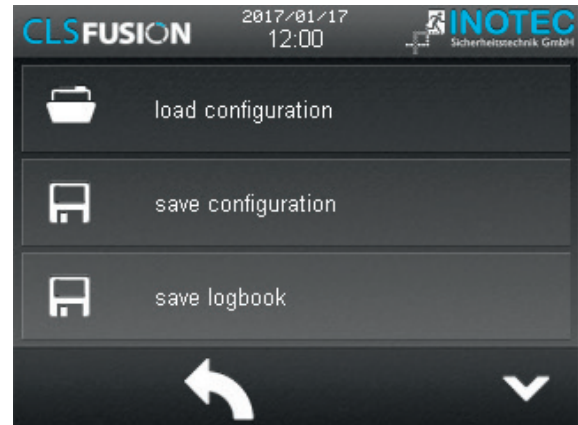 CLSFUSION
2017/01/17
12:00
INOTEC
Sicherheitstechnik GmbH
load configuration
save configuration
save logbook